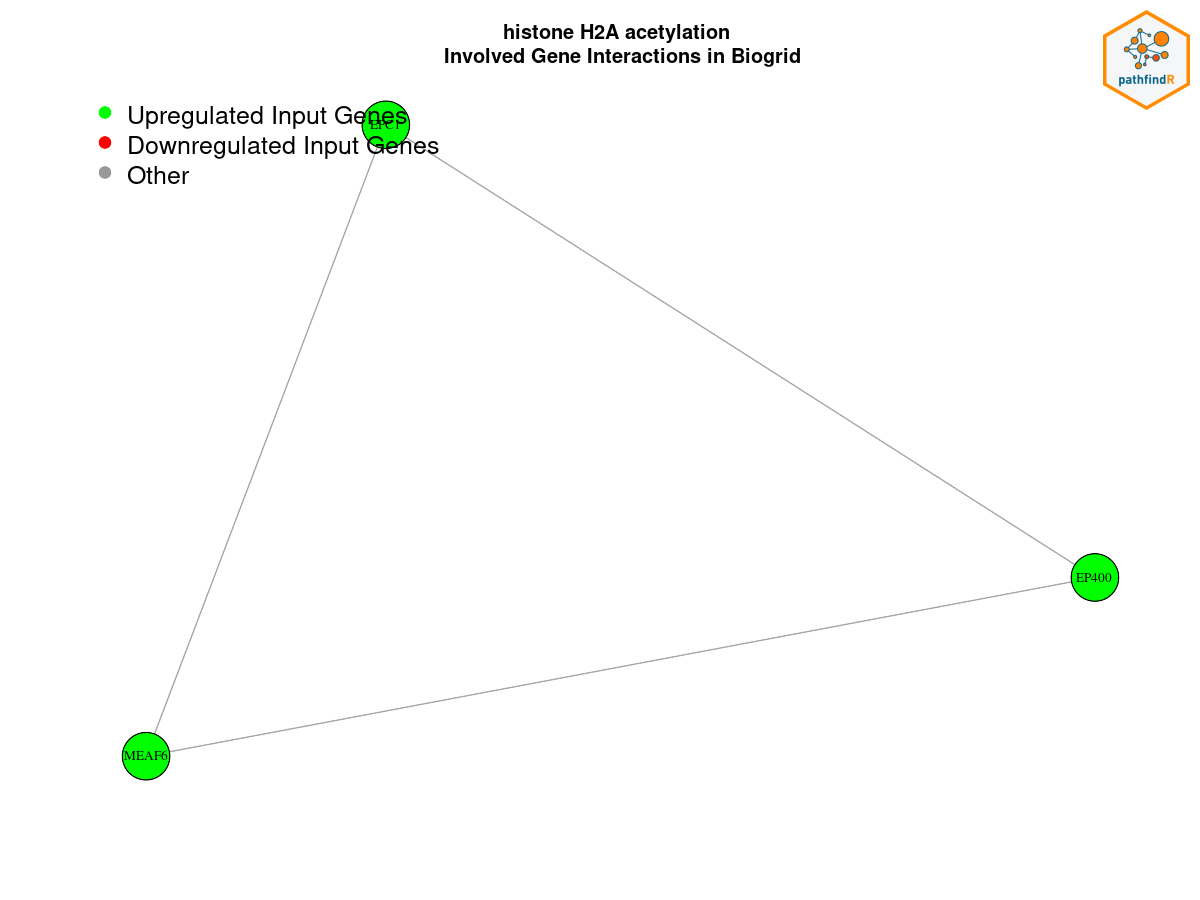 histone H2A acetylation
Involved Gene Interactions in Biogrid
pathfindR
Upregulated Input Genes
EPC1
Downregulated Input Genes
Other
EP400
MEAF6